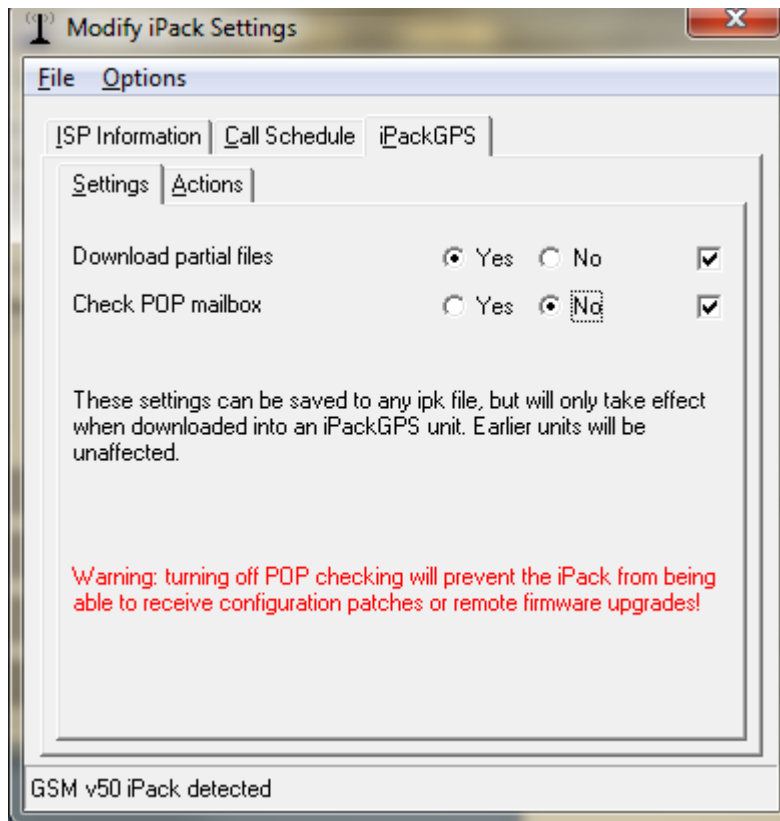 Modify iPack Settings
File Options
ISP Information Call Schedule iPackGPS
Settings Actions
Download partial files Yes No
Check POP mailbox Yes No
These settings can be saved to any ipk file, but will only take effect
when downloaded into an iPackGPS unit. Earlier units will be
unaffected.
Warning: turning off POP checking will prevent the iPack from being
able to receive configuration patches or remote firmware upgrades!
GSM v50 iPack detected